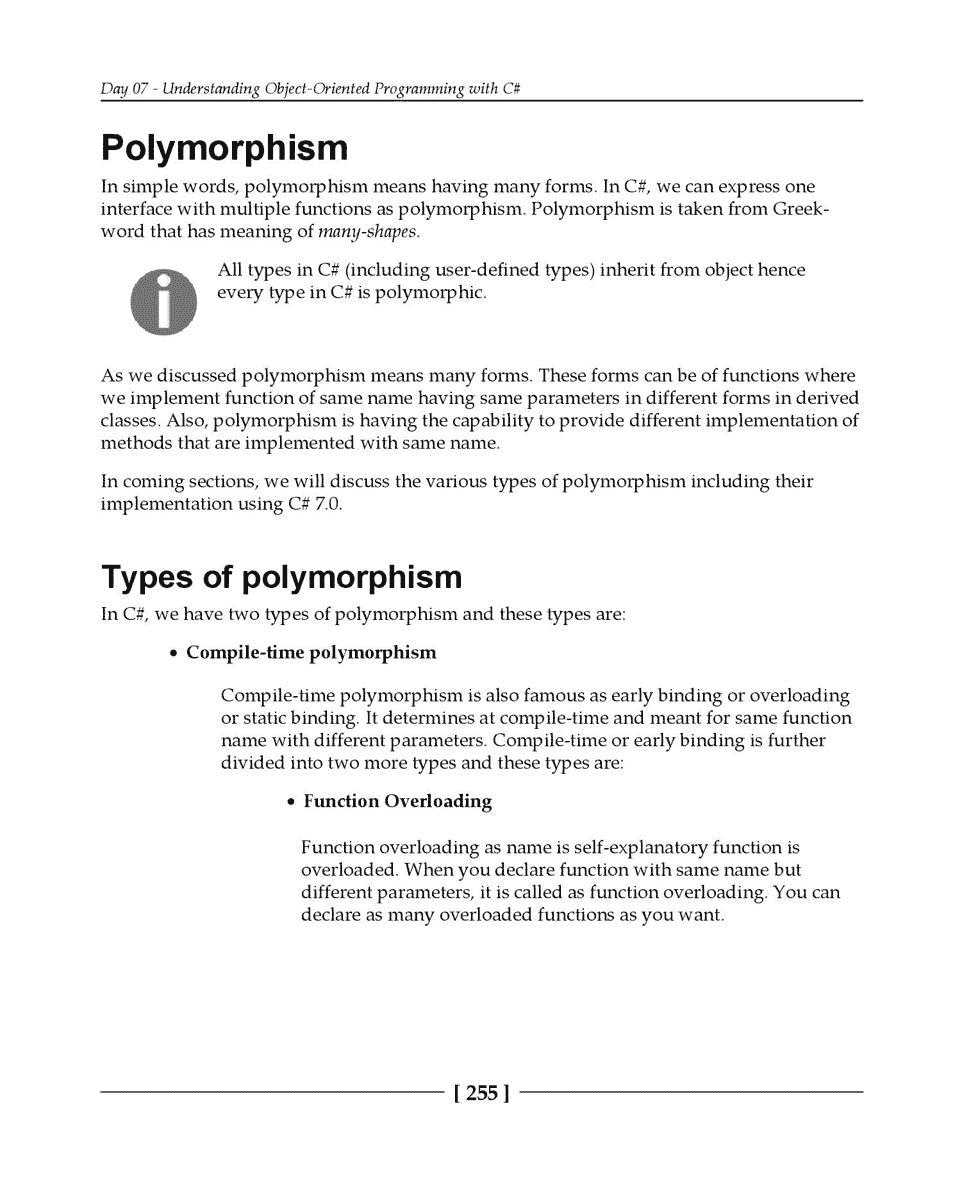 Day 07 - Understanding Object-Oriented Programming with C#
Polymorphism
In simple words, polymorphism means having many forms. In C#, we can express one
interface with multiple functions as polymorphism. Polymorphism is taken from Greek-
word that has meaning of many-shapes.
All types in C# (including user-defined types) inherit from object hence
every type in C# is polymorphic.
As we discussed polymorphism means many forms. These forms can be of functions where
we implement function of same name having same parameters in different forms in derived
classes. Also, polymorphism is having the capability to provide different implementation of
methods that are implemented with same name.
In coming sections, we will discuss the various types of polymorphism including their
implementation using C# 7.0.
Types of polymorphism
In C#, we have two types of polymorphism and these types are:
• Compile-time polymorphism
Compile-time polymorphism is also famous as early binding or overloading
or static binding. It determines at compile-time and meant for same function
name with different parameters. Compile-time or early binding is further
divided into two more types and these types are:
• Function Overloading
Function overloading as name is self-explanatory function is
overloaded. When you declare function with same name but
different parameters, it is called as function overloading. You can
declare as many overloaded functions as you want.
[ 255 ]